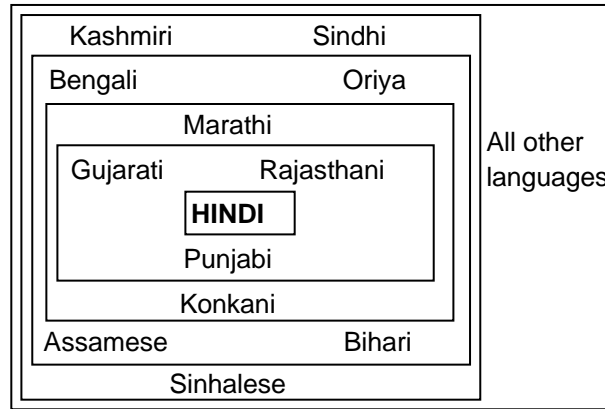 Kashmiri Sindhi
Bengali Oriya
Marathi
All other
languages
Gujarati Rajasthani
HINDI
Punjabi
Konkani
Assamese Bihari
Sinhalese